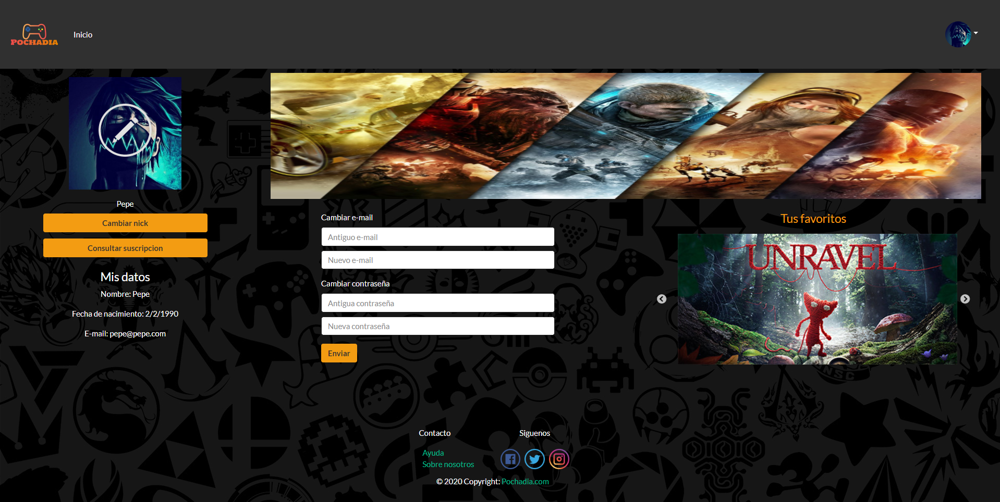 POCHADIA
Inicio
Pepe
Cambiar nick
Consultar suscripcion
Mis datos
Nombre: Pepe
Fecha de nacimiento: 2/2/1990
E-mail: pepe@pepe.com
Cambiar e-mail
Antiguo e-mail
Nuevo e-mail
Cambiar contraseña
Antigua contraseña
Nueva contraseña
Enviar
Tus favoritos
UNRAVEL
NSC
Contacto
Ayuda
Sobre nosotros
Siguenos
© 2020 Copyright: Pochadia.com